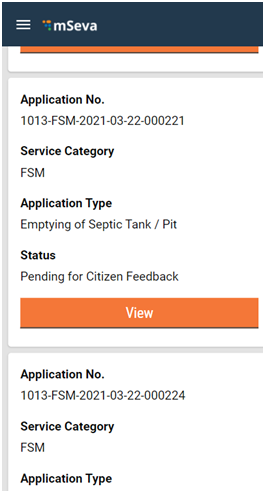 mSeva
Application No.
1013-FSM-2021-03-22-000221
Service Category
FSM
Application Type
Emptying of Septic Tank / Pit
Status
Pending for Citizen Feedback
View
Application No.
1013-FSM-2021-03-22-000224
Service Category
FSM
Application Type